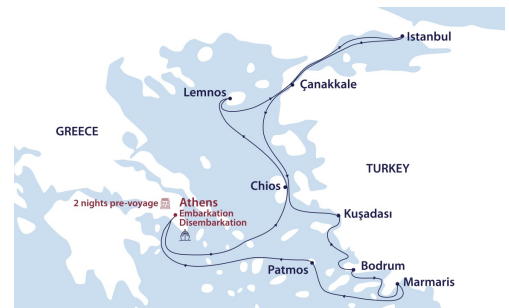 Istanbul
Çanakkale
Lemnos
GREECE
TURKEY
Chios
2 nights pre-voyage
Athens
Embarkation
Disembarkation
Kuşadası
Patmos
Bodrum
Marmaris